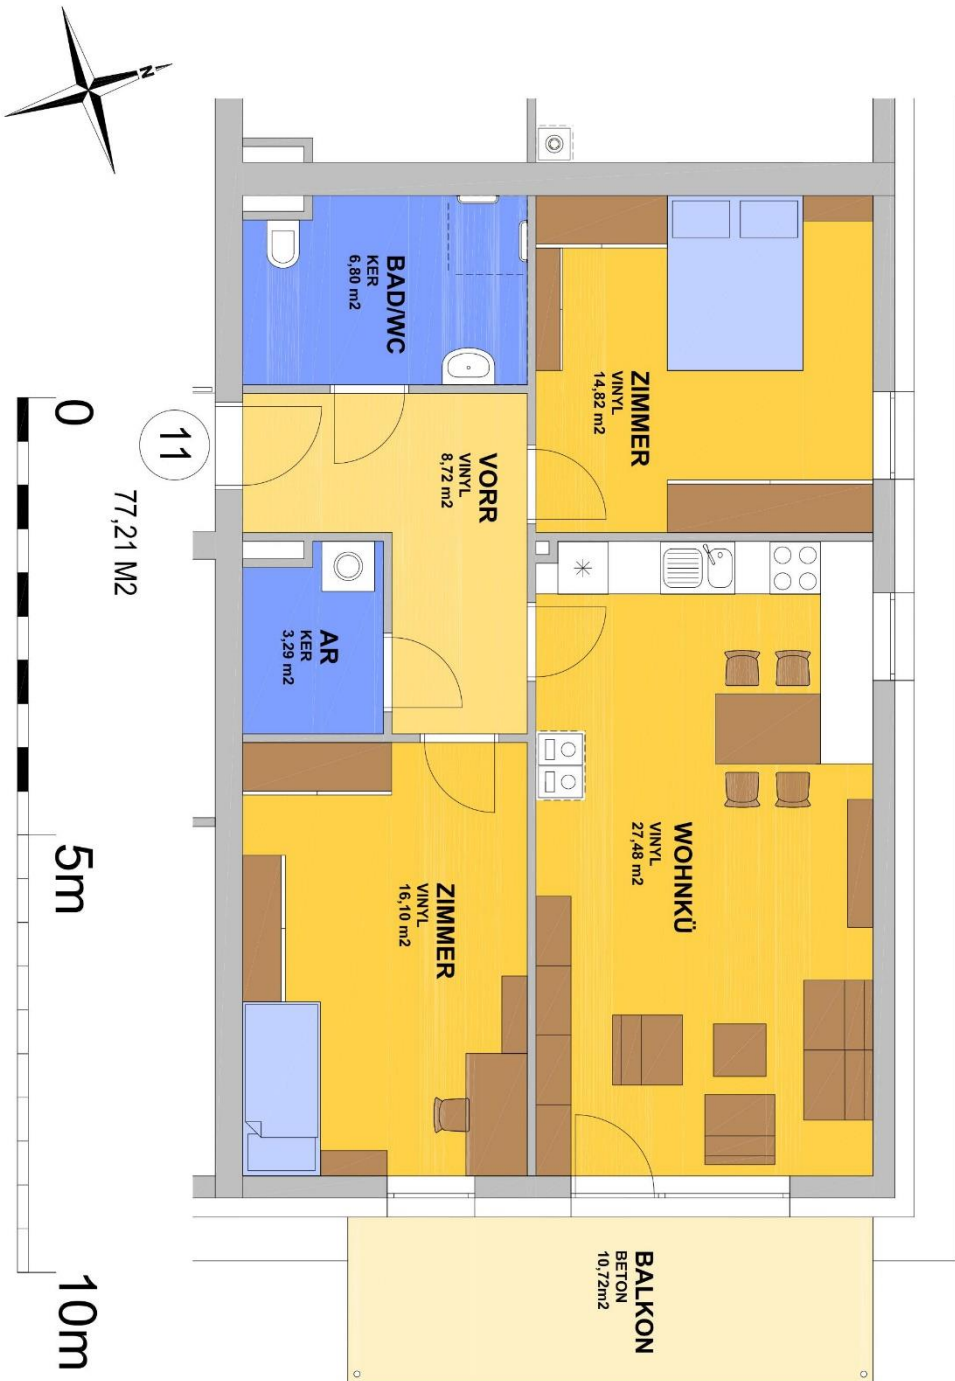 N
BAD/WC
KER
6,80 m2
ZIMMER
VINYL
14,82 m2
VORR
VINYL
8,72 m2
11
77,21 M2
AR
KER
3,29 m2
WOHNKÜ
VINYL
27,48 m2
ZIMMER
VINYL
16,10 m2
BALKON
BETON
10,72m2
0
5m
10m